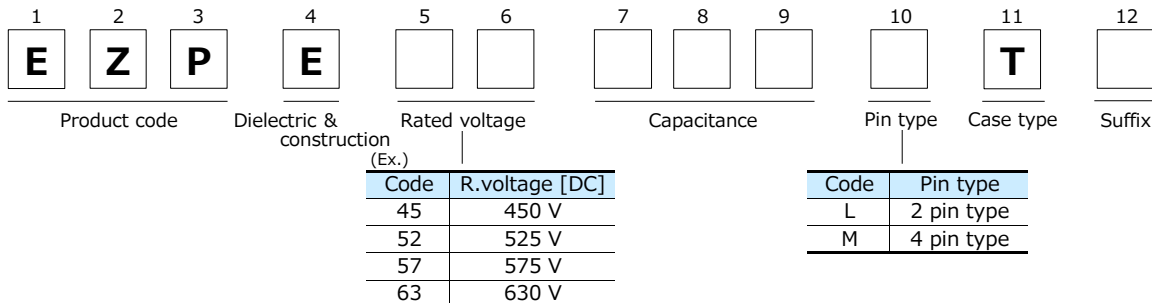 1 2 3 4 5 6 7 8 9 10 11 12
E Z P E T
Product code Dielectric & construction Rated voltage Capacitance Pin type Case type Suffix
(Ex.)
Code R.voltage [DC]
45 450 V
52 525 V
57 575 V
63 630 V
Code Pin type
L 2 pin type
M 4 pin type